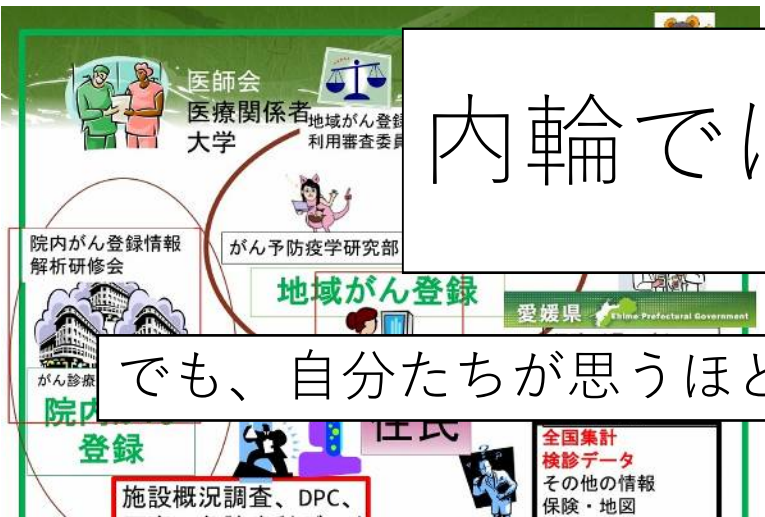 医師会
医療関係者
大学
地域がん登録
利用審査委員
内輪では
がん予防疫学研究部
院内がん登録情報
解析研修会
地域がん登録
愛媛県
Ehime Prefectural Government
でも、自分たちが思うほど
がん診療
院内
登録
住民
全国集計
検診データ
その他の情報
保険・地図
施設概況調査、DPC、